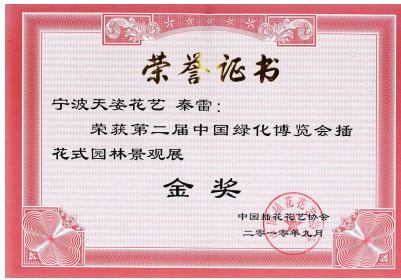 荣誉证书
宁波天姿花艺 秦雷：
荣获第二届中国绿化博览会插
花式园林景观展
金奖
中国插花花艺协会
二零一零年九月